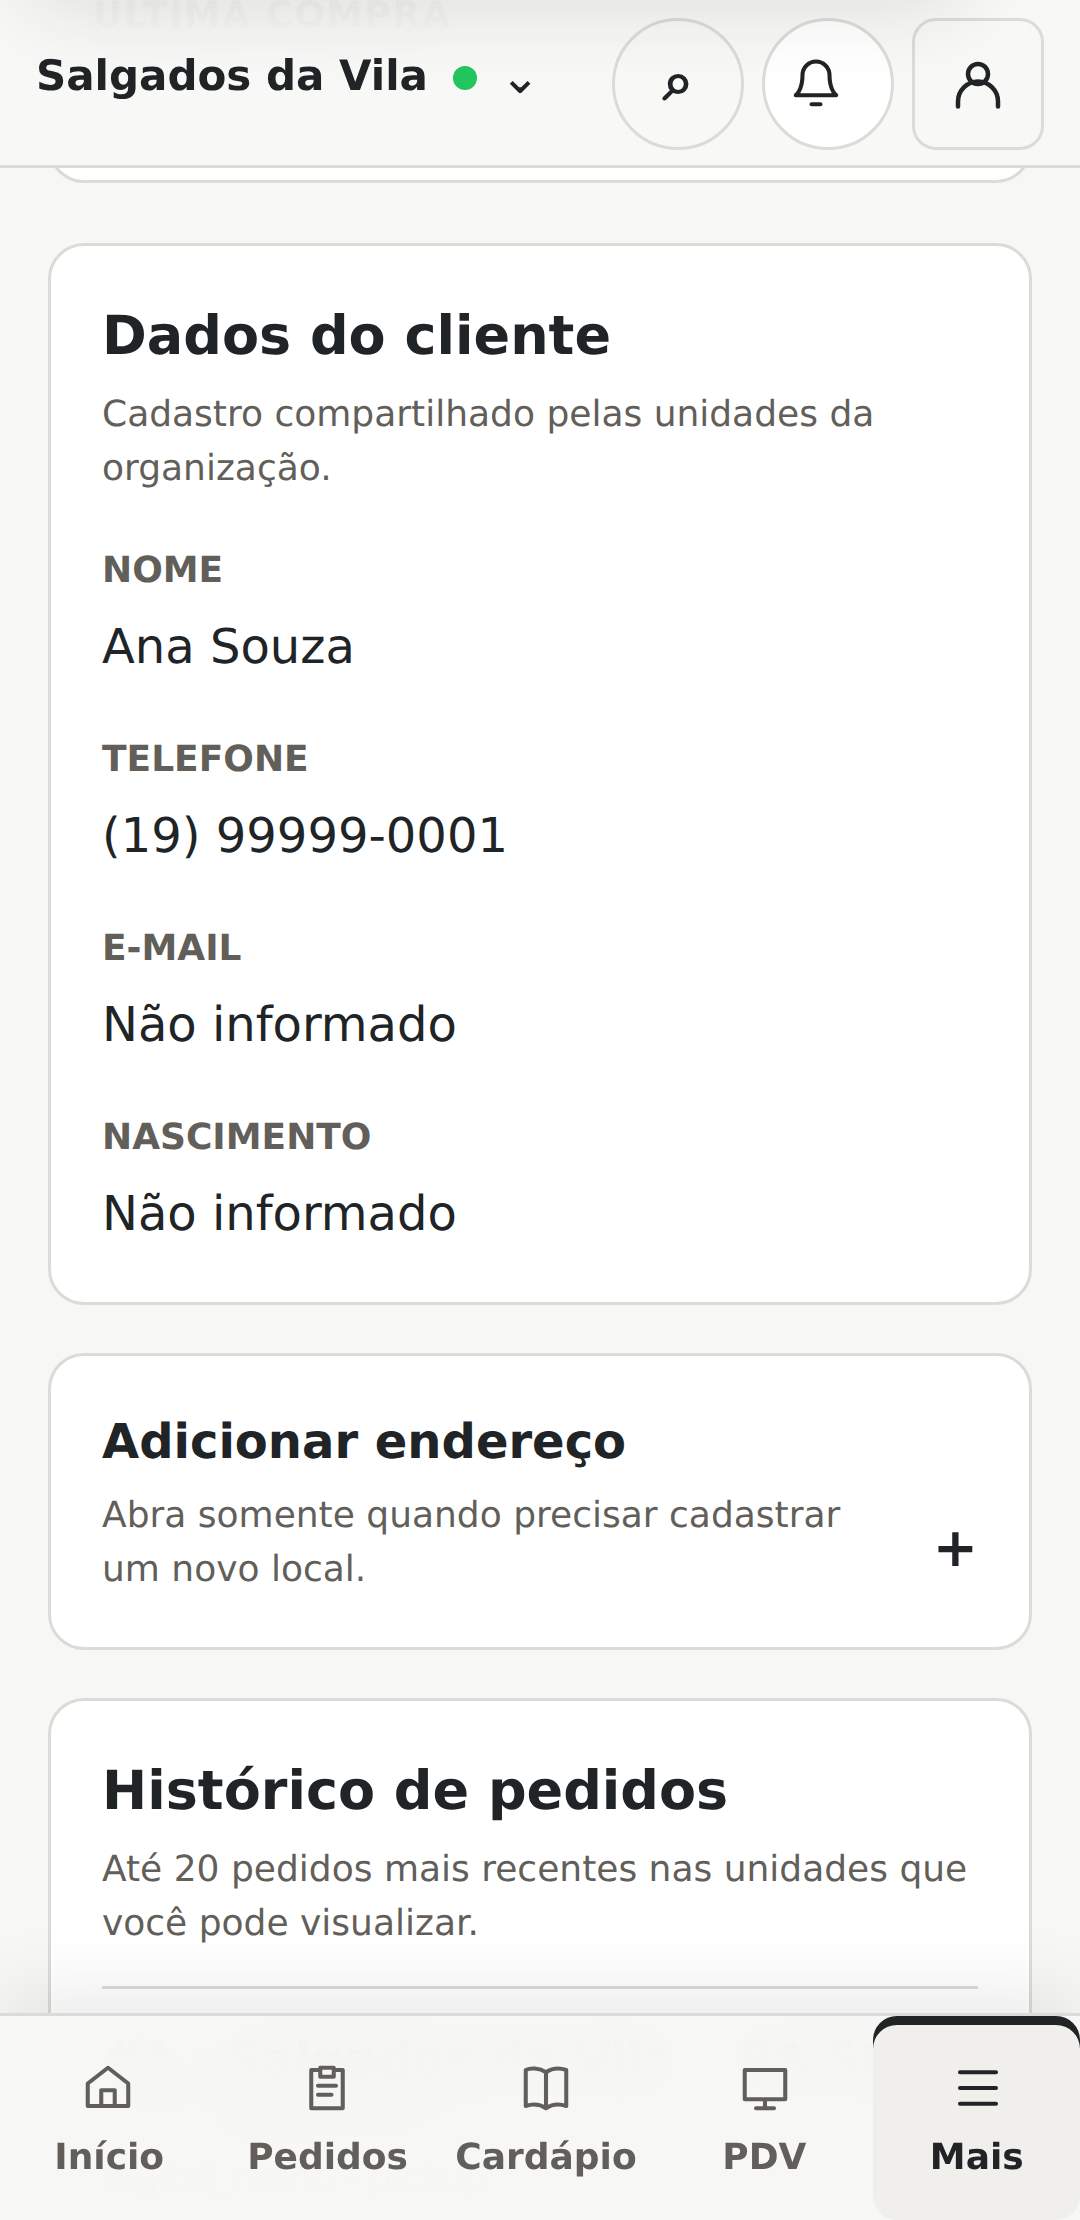 ÚLTIMA COMPRA
Salgados da Vila
Dados do cliente
Cadastro compartilhado pelas unidades da
organização.
NOME
Ana Souza
TELEFONE
(19) 99999-0001
E-MAIL
Não informado
NASCIMENTO
Não informado
Adicionar endereço
Abra somente quando precisar cadastrar
um novo local.
+
Histórico de pedidos
Até 20 pedidos mais recentes nas unidades que
você pode visualizar.
Início
Pedidos
Cardápio
PDV
Mais